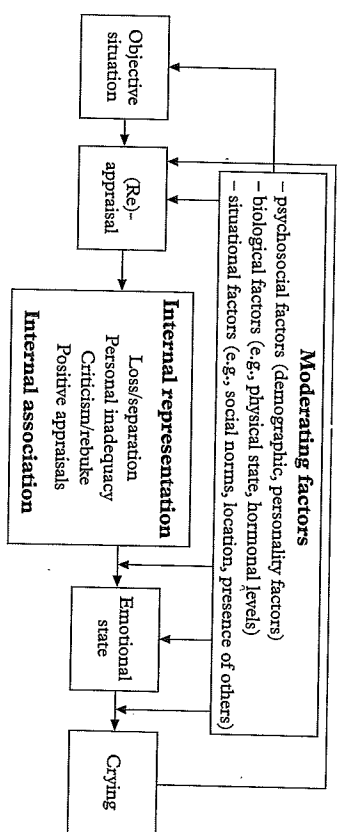 Moderating factors
– psychosocial factors (demographic, personality factors)
– biological factors (e.g., physical state, hormonal levels)
– situational factors (e.g., social norms, location, presence of others)
Objective
situation
(Re)-
appraisal
Internal representation
Loss/separation
Personal inadequacy
Criticism/rebuke
Positive appraisals
Internal association
Emotional
state
Crying